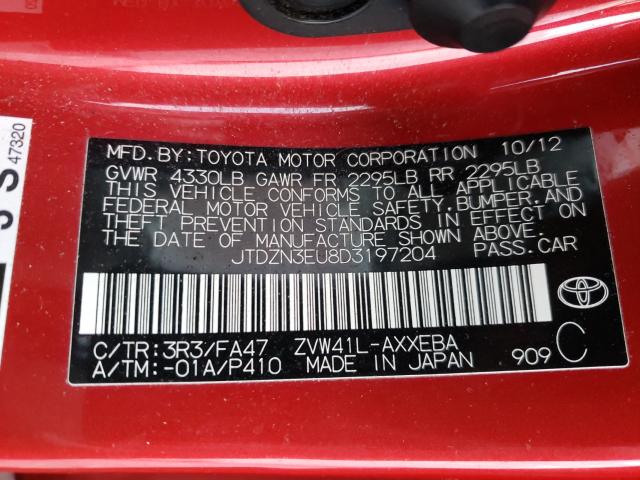 MFD.BY:TOYOTA MOTOR CORPORATION 10/12
GVWR 4330LB GAWR FR 2295LB RR 2295LB
THIS VEHICLE CONFORMS TO ALL APPLICABLE
FEDERAL MOTOR VEHICLE SAFETY,BUMPER,AND
THEFT PREVENTION STANDARDS IN EFFECT ON
THE DATE OF MANUFACTURE SHOWN ABOVE.
JTDZN3EU8D3197204 PASS.CAR
C/TR:3R3/FA47 ZVW41L-AXXEBA
A/TM:-01A/P410 MADE IN JAPAN 909 C
47320